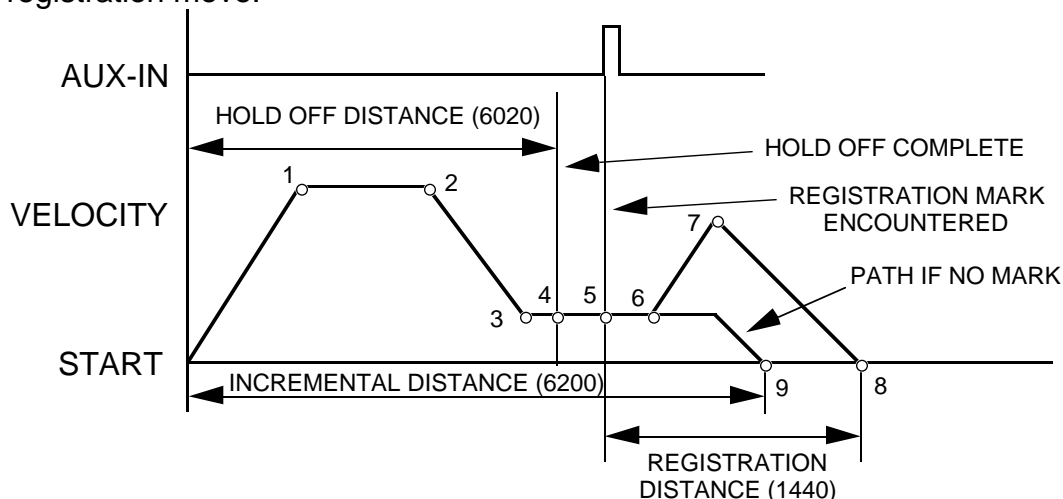 registration move.
AUX-IN
HOLD OFF DISTANCE (6020)
HOLD OFF COMPLETE
1
2
REGISTRATION MARK
ENCOUNTERED
VELOCITY
7
PATH IF NO MARK
3
4
5
6
START
INCREMENTAL DISTANCE (6200)
9
8
REGISTRATION
DISTANCE (1440)